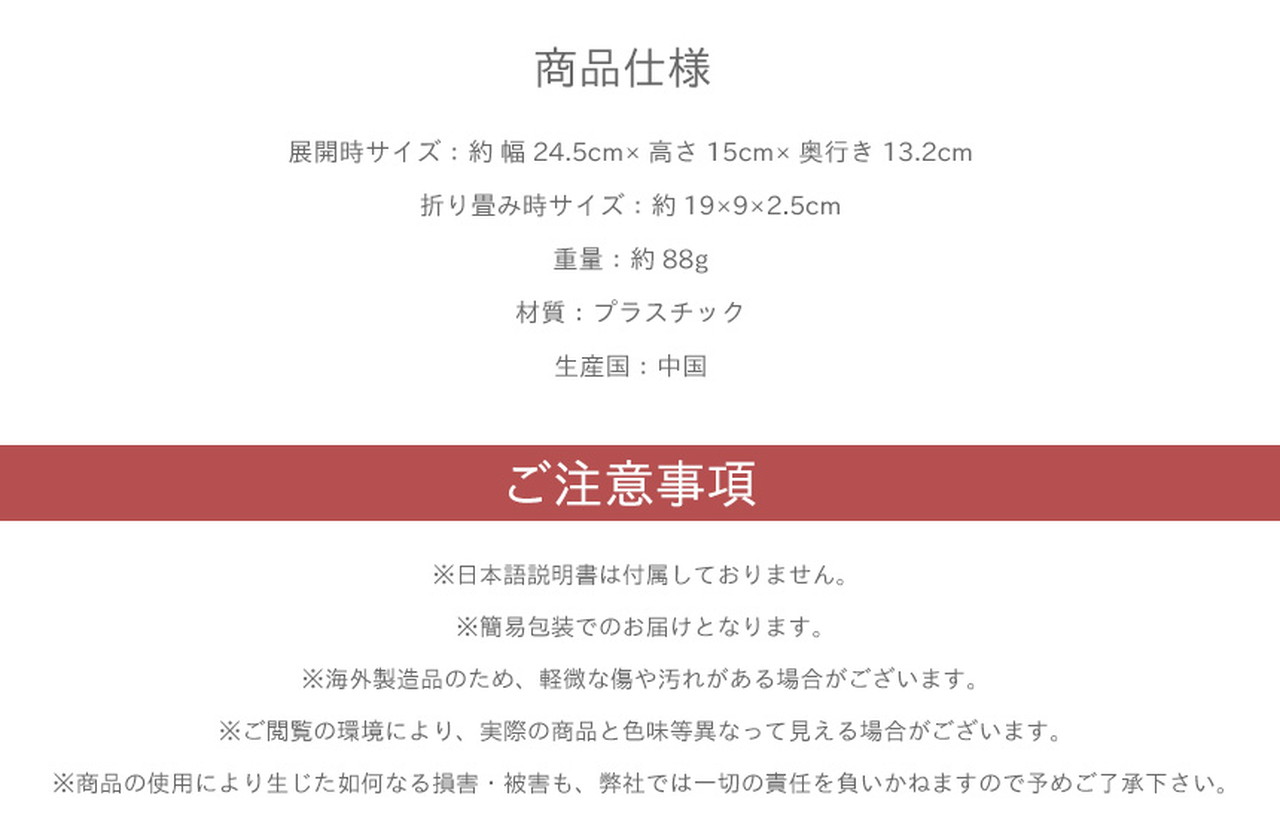 商品仕様
展開時サイズ：約 幅 24.5cm× 高さ 15cm× 奥行き 13.2cm
折り畳み時サイズ：約 19×9×2.5cm
重量：約 88g
材質：プラスチック
生産国：中国
ご注意事項
※日本語説明書は付属しておりません。
※簡易包装でのお届けとなります。
※海外製造品のため、軽微な傷や汚れがある場合がございます。
※ご閲覧の環境により、実際の商品と色味等異なって見える場合がございます。
※商品の使用により生じた如何なる損害・被害も、弊社では一切の責任を負いかねますので予めご了承下さい。